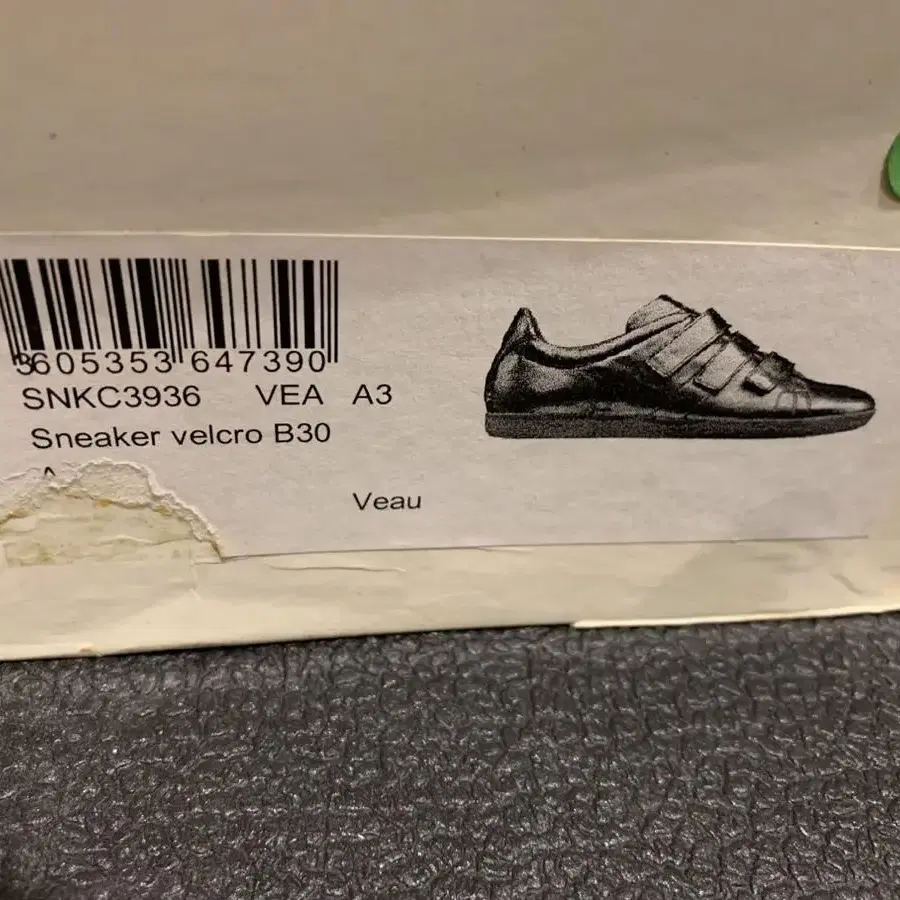 3605353 647390
SNKC3936 VEA A3
Sneaker velcro B30
Veau